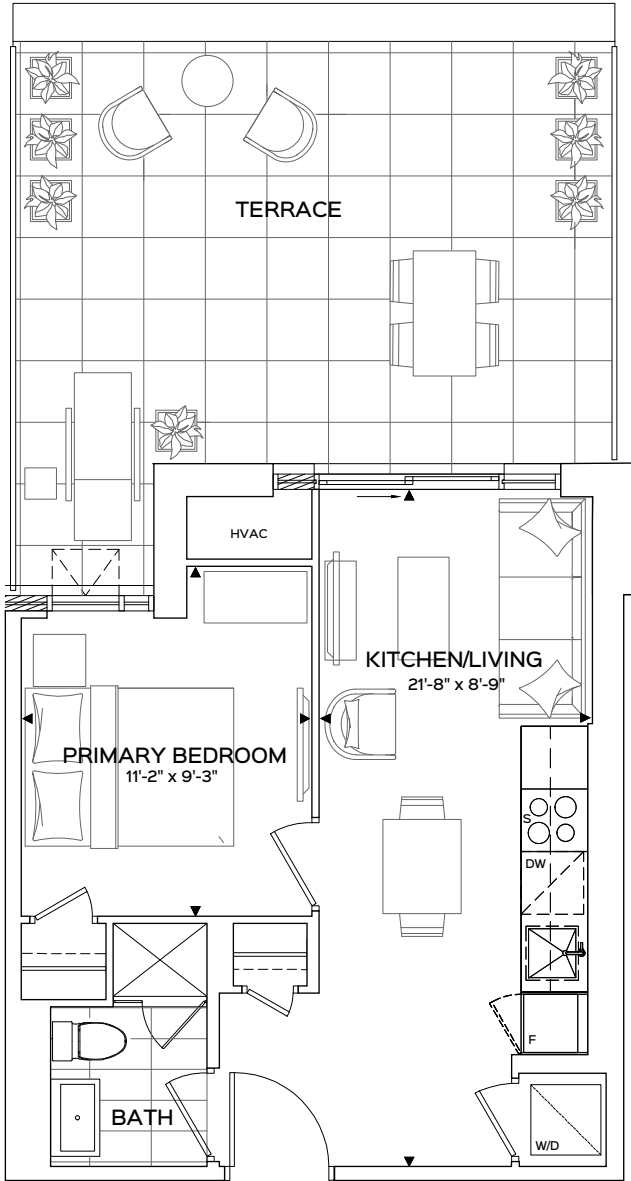 TERRACE
HVAC
KITCHEN/LIVING
21'-8" x 8'-9"
PRIMARY BEDROOM
11'-2" x 9'-3"
S
DW
F
BATH
W/D